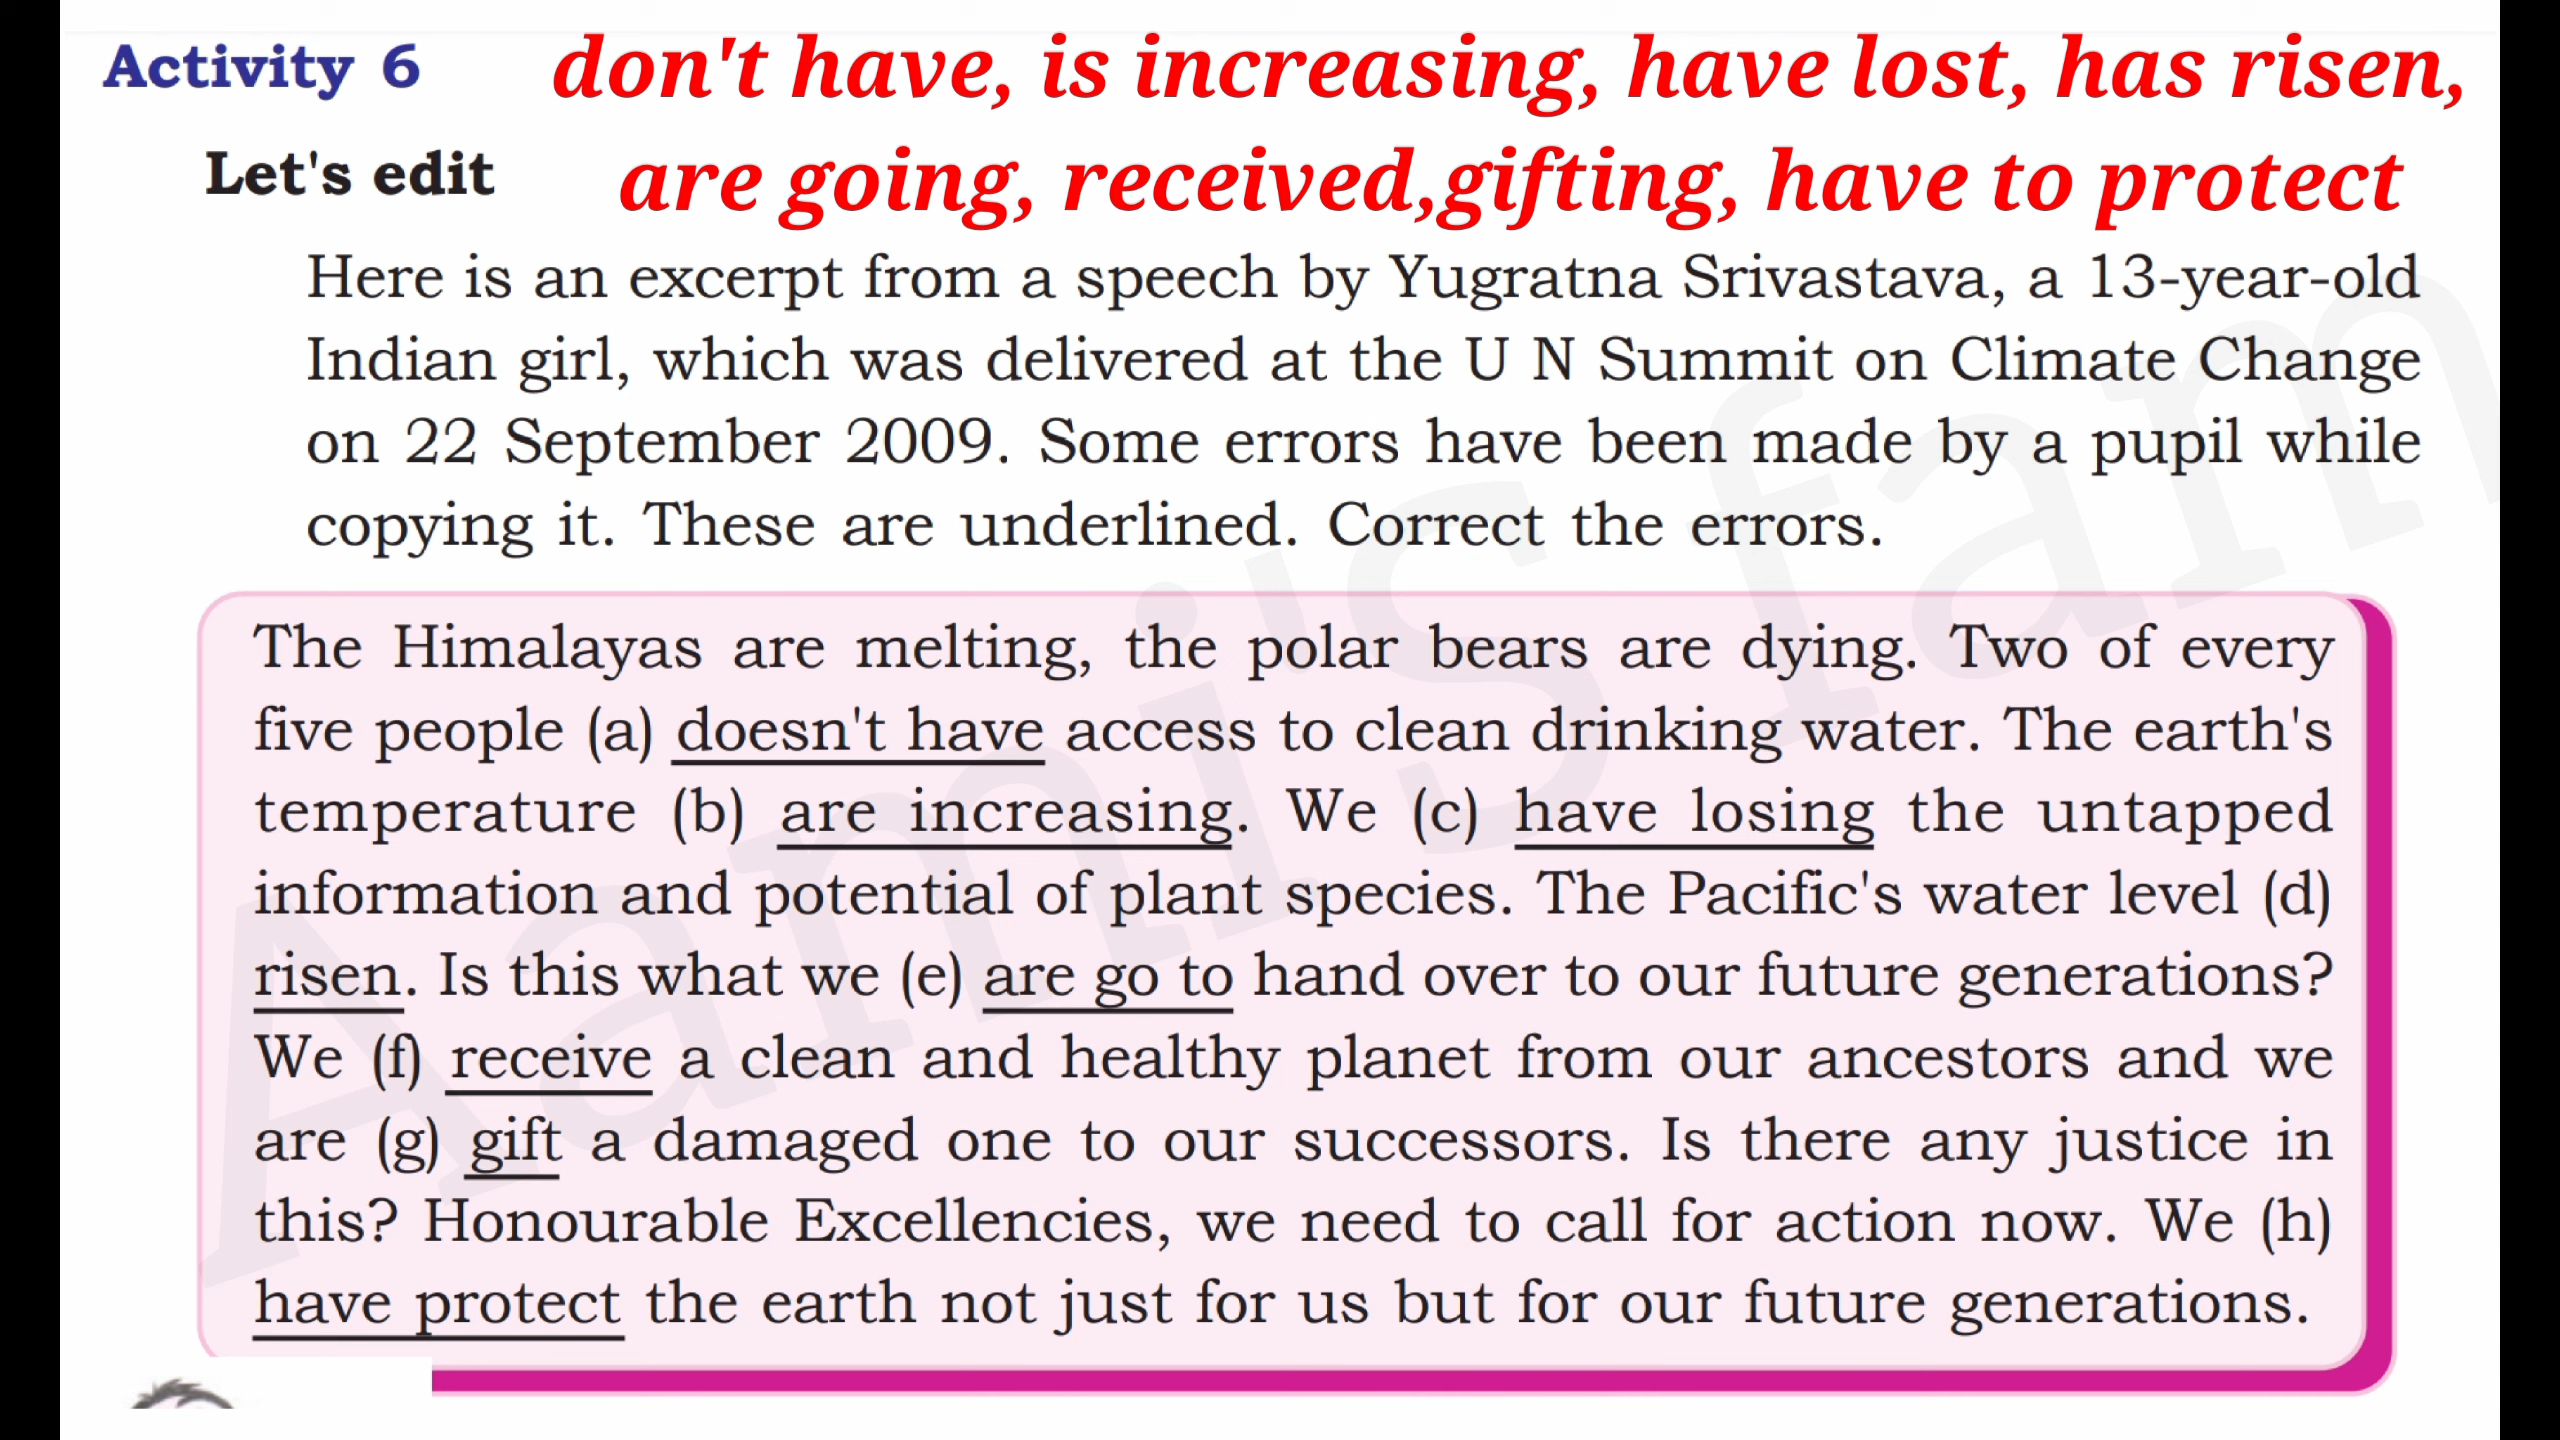 Activity 6
don't have, is increasing, have lost, has risen,
Let's edit
are going, received,gifting, have to protect
Here is an excerpt from a speech by Yugratna Srivastava, a 13-year-old
Indian girl, which was delivered at the U N Summit on Climate Change
on 22 September 2009. Some errors have been made by a pupil while
copying it. These are underlined. Correct the errors.
The Himalayas are melting, the polar bears are dying. Two of every
five people (a) doesn't have access to clean drinking water. The earth's
temperature (b) are increasing. We (c) have losing the untapped
information and potential of plant species. The Pacific's water level (d)
risen. Is this what we (e) are go to hand over to our future generations?
We (f) receive a clean and healthy planet from our ancestors and we
are (g) gift a damaged one to our successors. Is there any justice in
this? Honourable Excellencies, we need to call for action now. We (h)
have protect the earth not just for us but for our future generations.
Aami's fam